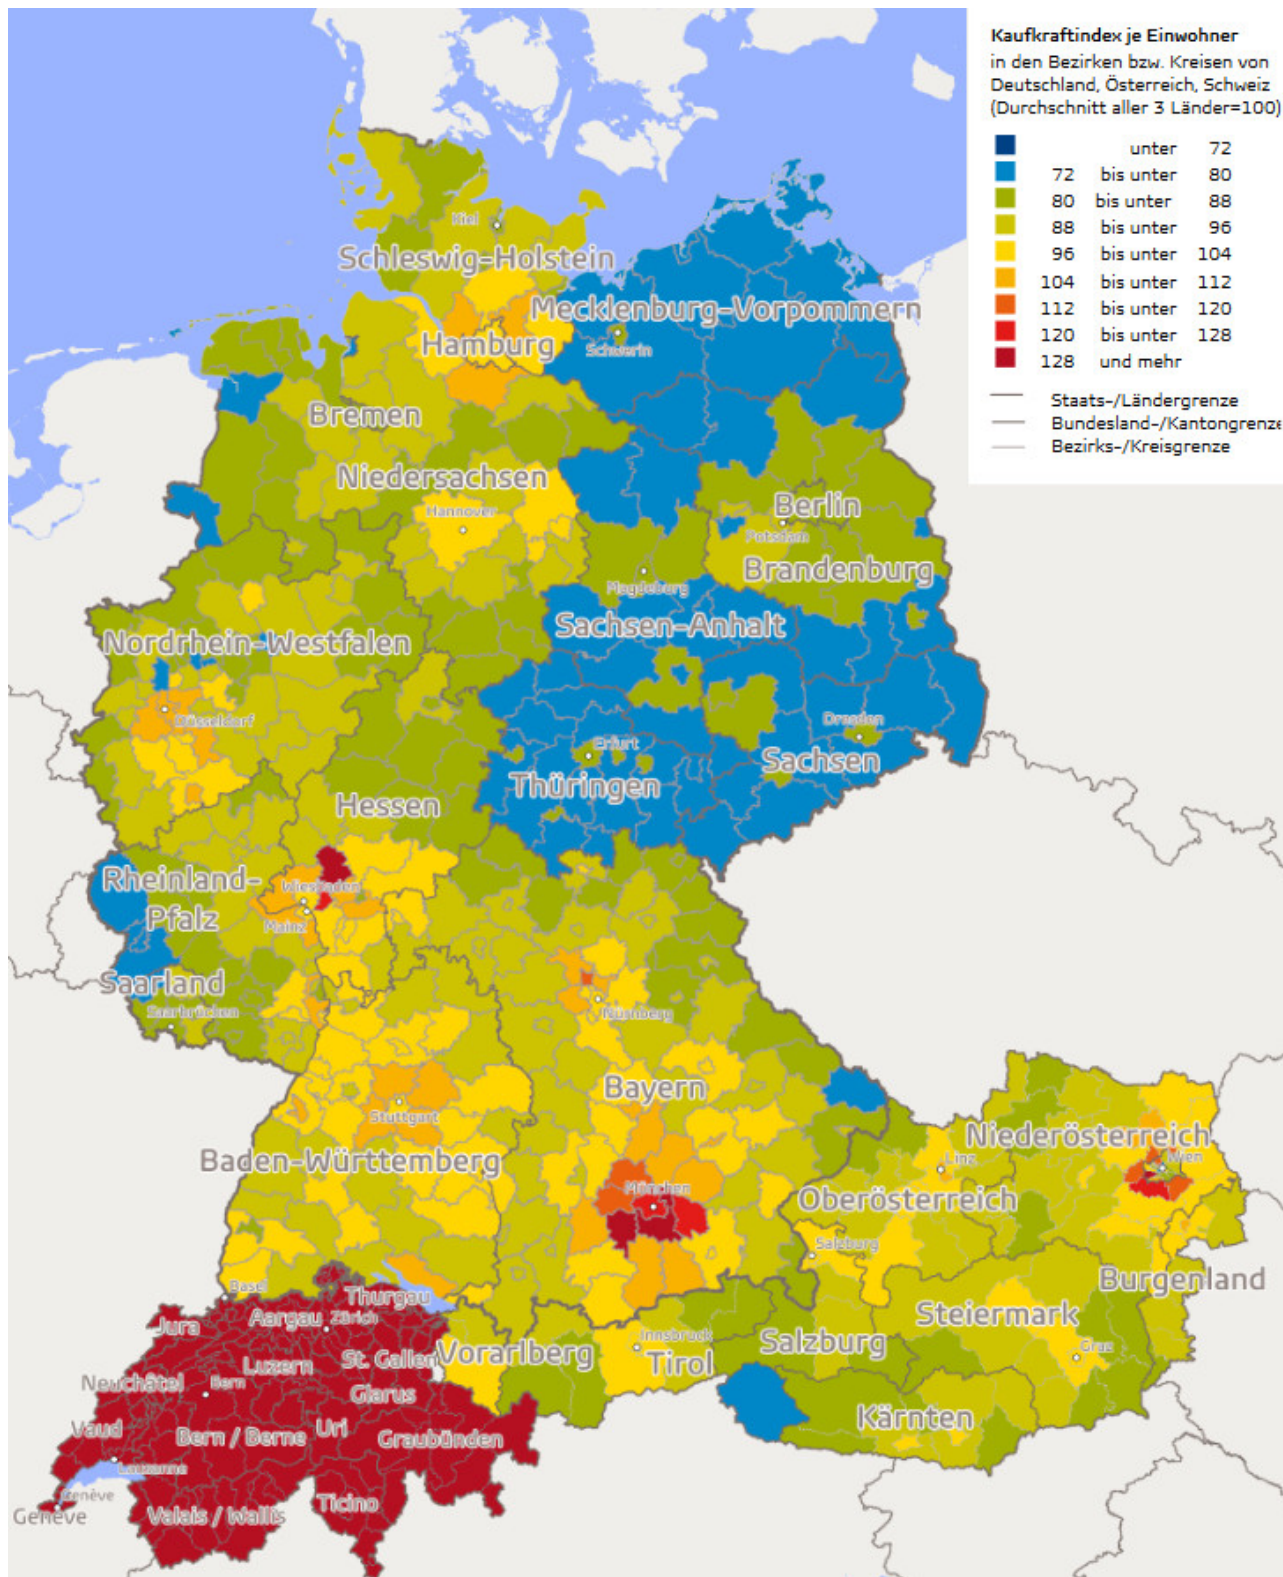 Kaufkraftindex je Einwohner
in den Bezirken bzw. Kreisen von
Deutschland, Österreich, Schweiz
(Durchschnitt aller 3 Länder=100)
unter 72
72 bis unter 80
80 bis unter 88
88 bis unter 96
96 bis unter 104
104 bis unter 112
112 bis unter 120
120 bis unter 128
128 und mehr
Staats-/Ländergrenze
Bundesland-/Kantongrenze
Bezirks-/Kreisgrenze
Kiel
Schleswig-Holstein
Mecklenburg-Vorpommern
Schwerin
Hamburg
Bremen
Niedersachsen
Hannover
Berlin
Potsdam
Brandenburg
Magdeburg
Sachsen-Anhalt
Nordrhein-Westfalen
Düsseldorf
Dresden
Erfurt
Sachsen
Thüringen
Hessen
Rheinland-
Pfalz
Wiesbaden
Mainz
Saarland
Saarbrücken
Nürnberg
Bayern
Stuttgart
Baden-Württemberg
München
Niederösterreich
Wien
Linz
Oberösterreich
Salzburg
Burgenland
Steiermark
Graz
Basel
Thurgau
Aargau
Zürich
Jura
Innsbruck
Salzburg
Vorarlberg
Tirol
St. Gallen
Luzern
Neuchâtel
Bern
Glarus
Kärnten
Vaud
Bern / Berne
Uri
Graubünden
Lausanne
Genève
Genève
Valais / Wallis
Ticino